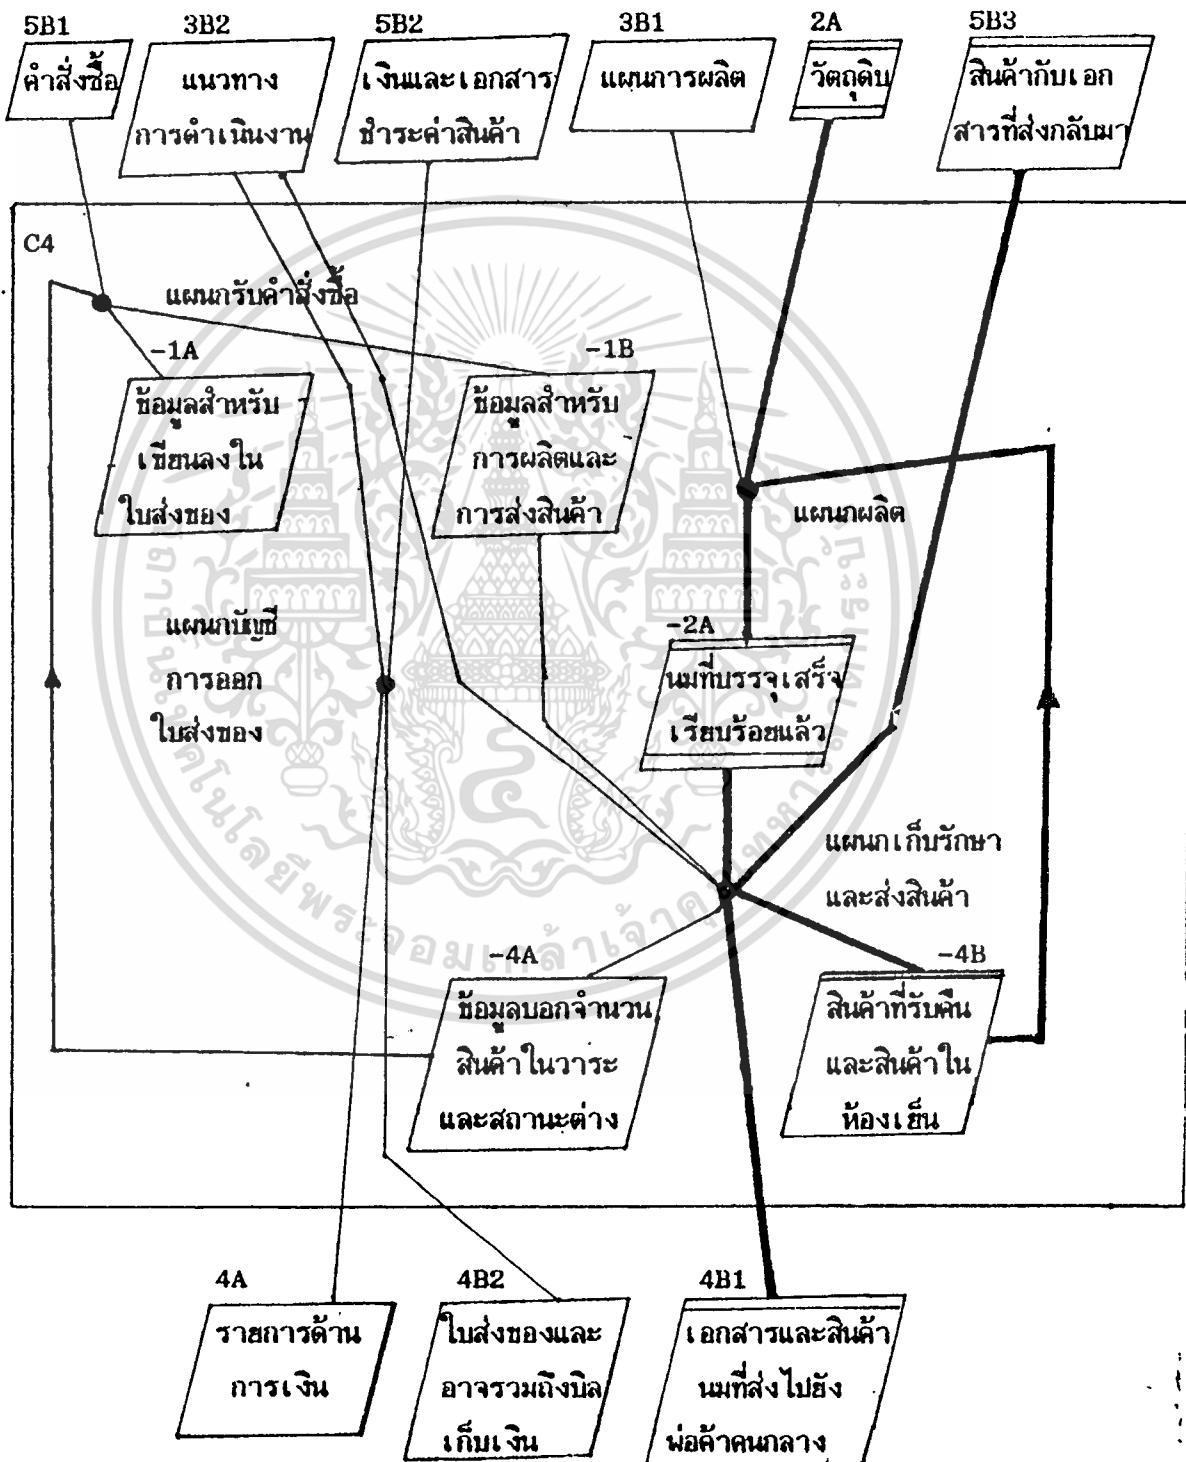 5B1
3B2
5B2
3B1
2A
5B3
คำสั่งซื้อ
แนวทาง
การดำเนินงาน
เงินและเอกสาร
ชำระค่าสินค้า
แผนการผลิต
วัตถุดิบ
สินค้ากับเอก
สารที่ส่งกลับมา
C4
แผนกรับคำสั่งซื้อ
-1A
ข้อมูลสำหรับ
เขียนลงใน
ใบส่งของ
-1B
ข้อมูลสำหรับ
การผลิตและ
การส่งสินค้า
แผนกผลิต
แผนกบัญชี
การออก
ใบส่งของ
-2A
นมที่บรรจุเสร็จ
เรียบร้อยแล้ว
แผนกเก็บรักษา
และส่งสินค้า
-4A
ข้อมูลบอกจำนวน
สินค้าในวาระ
และสถานะต่าง
-4B
สินค้าที่รับคืน
และสินค้าใน
ห้องเย็น
4A
รายการด้าน
การเงิน
4B2
ใบส่งของและ
อาจรวมถึงบิล
เก็บเงิน
4B1
เอกสารและสินค้า
นมที่ส่งไปยัง
พ่อค้าคนกลาง